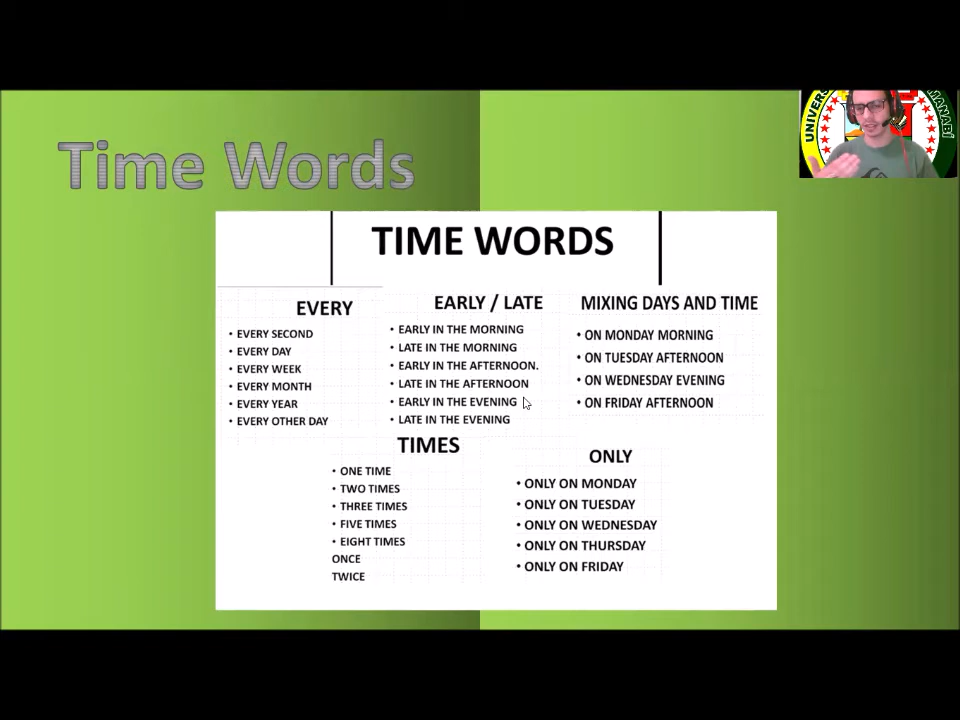 Time Words
UNIVERS
MANABÍ
TIME WORDS
EVERY
• EVERY SECOND
• EVERY DAY
• EVERY WEEK
• EVERY MONTH
• EVERY YEAR
• EVERY OTHER DAY
EARLY / LATE
• EARLY IN THE MORNING
• LATE IN THE MORNING
• EARLY IN THE AFTERNOON.
• LATE IN THE AFTERNOON
• EARLY IN THE EVENING
• LATE IN THE EVENING
MIXING DAYS AND TIME
• ON MONDAY MORNING
• ON TUESDAY AFTERNOON
• ON WEDNESDAY EVENING
• ON FRIDAY AFTERNOON
TIMES
• ONE TIME
• TWO TIMES
• THREE TIMES
• FIVE TIMES
• EIGHT TIMES
ONCE
TWICE
ONLY
• ONLY ON MONDAY
• ONLY ON TUESDAY
• ONLY ON WEDNESDAY
• ONLY ON THURSDAY
• ONLY ON FRIDAY